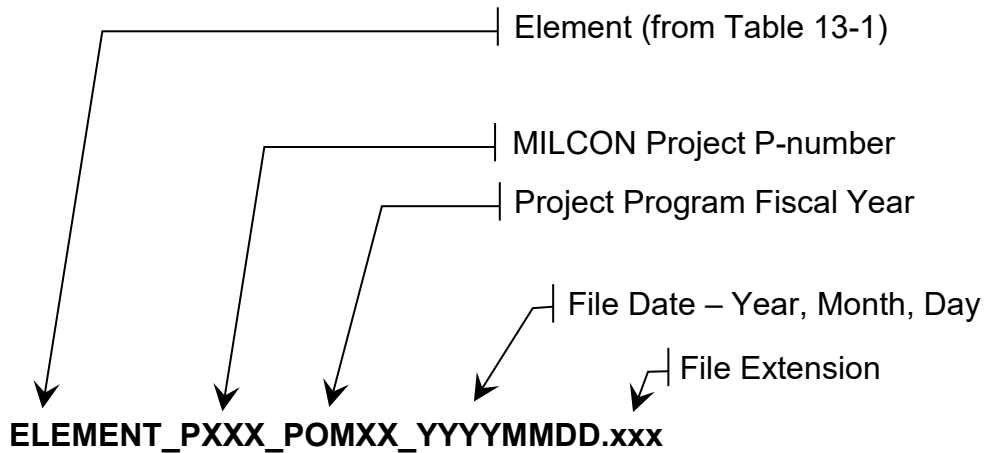 Element (from Table 13-1)
MILCON Project P-number
Project Program Fiscal Year
File Date – Year, Month, Day
File Extension
ELEMENT_PXXX_POMXX_YYYYMMDD.xxx